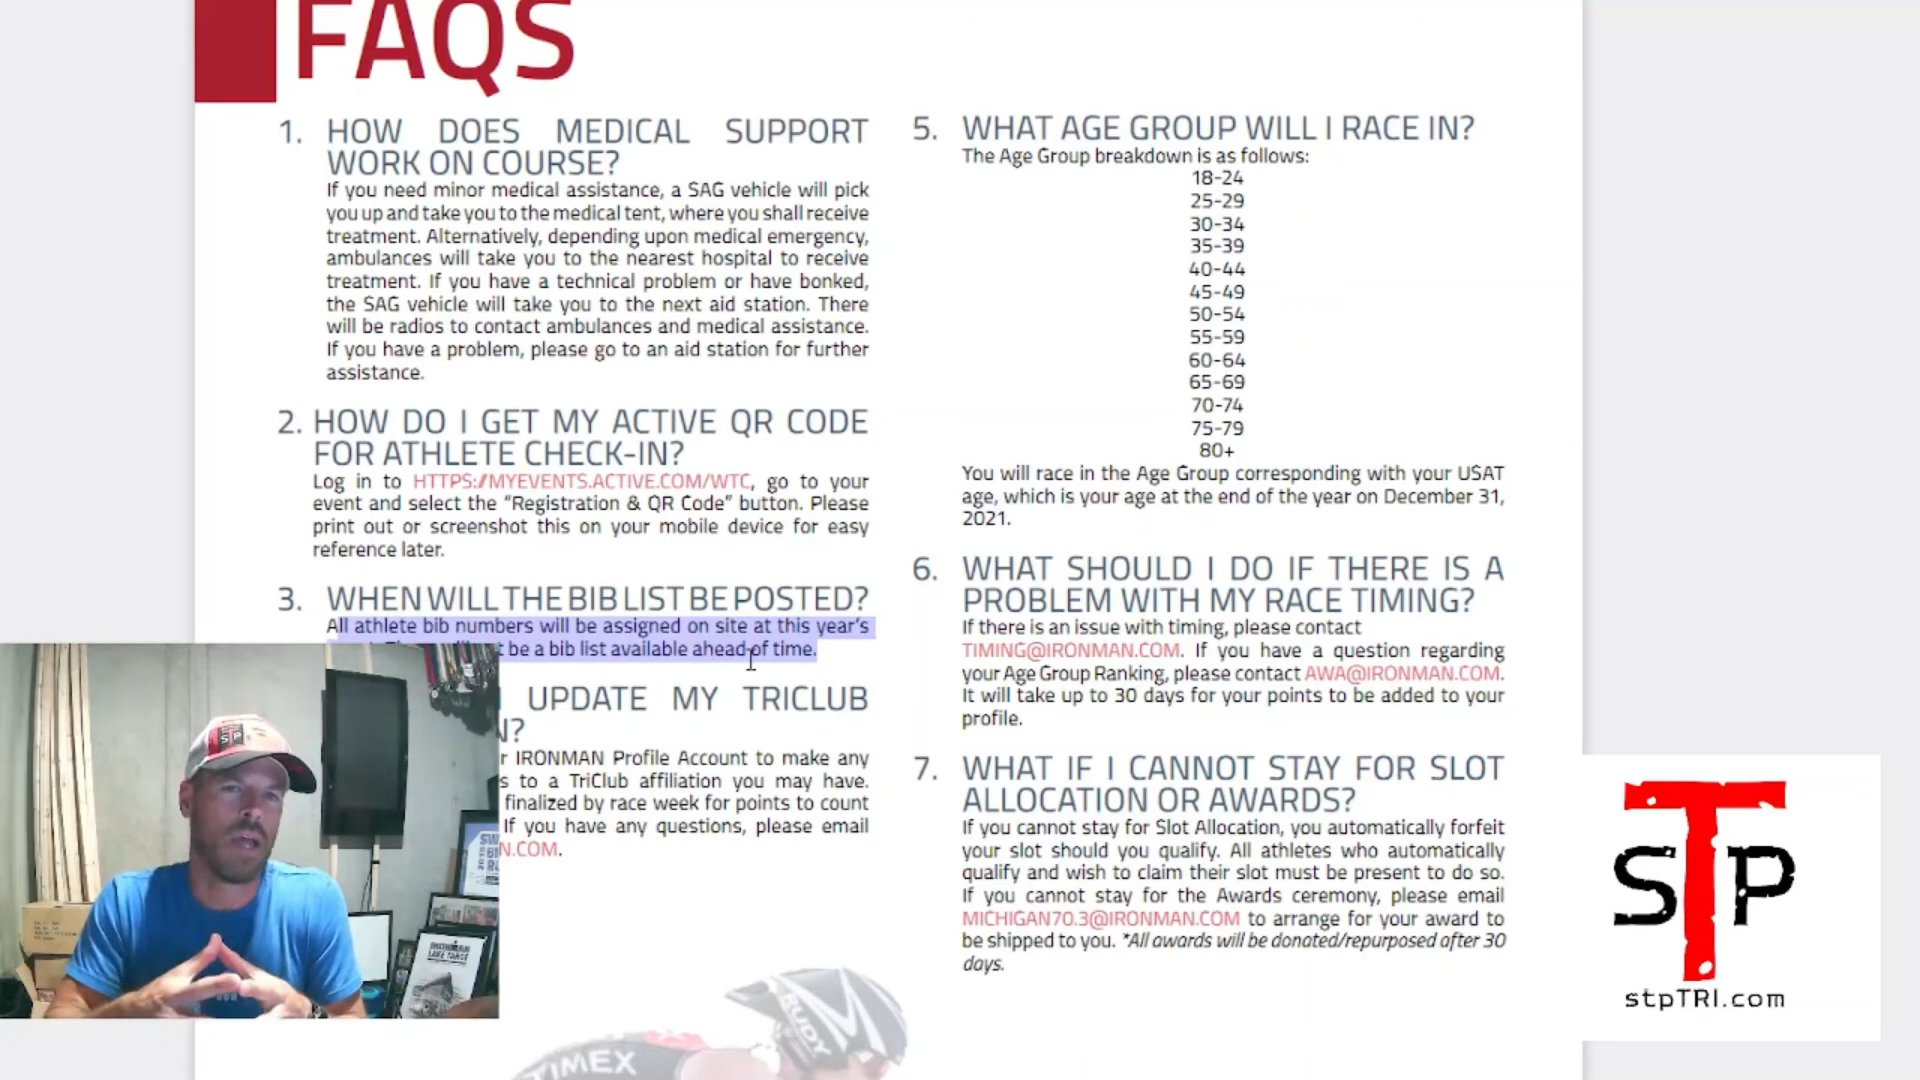 FAQS
1. HOW DOES MEDICAL SUPPORT
WORK ON COURSE?
If you need minor medical assistance, a SAG vehicle will pick
you up and take you to the medical tent, where you shall receive
treatment. Alternatively, depending upon medical emergency,
ambulances will take you to the nearest hospital to receive
treatment. If you have a technical problem or have bonked,
the SAG vehicle will take you to the next aid station. There
will be radios to contact ambulances and medical assistance.
If you have a problem, please go to an aid station for further
assistance.
2. HOW DO I GET MY ACTIVE QR CODE
FOR ATHLETE CHECK-IN?
Log in to HTTPS://MYEVENTS.ACTIVE.COM/WTC, go to your
event and select the “Registration & QR Code” button. Please
print out or screenshot this on your mobile device for easy
reference later.
3. WHEN WILL THE BIB LIST BE POSTED?
All athlete bib numbers will be assigned on site at this year's
be a bib list available ahead of time.
UPDATE MY TRICLUB
N?
r IRONMAN Profile Account to make any
s to a TriClub affiliation you may have.
finalized by race week for points to count
If you have any questions, please email
N.COM.
5. WHAT AGE GROUP WILL I RACE IN?
The Age Group breakdown is as follows:
18-24
25-29
30-34
35-39
40-44
45-49
50-54
55-59
60-64
65-69
70-74
75-79
80+
You will race in the Age Group corresponding with your USAT
age, which is your age at the end of the year on December 31,
2021.
6. WHAT SHOULD I DO IF THERE IS A
PROBLEM WITH MY RACE TIMING?
If there is an issue with timing, please contact
TIMING@IRONMAN.COM. If you have a question regarding
your Age Group Ranking, please contact AWA@IRONMAN.COM.
It will take up to 30 days for your points to be added to your
profile.
7. WHAT IF I CANNOT STAY FOR SLOT
ALLOCATION OR AWARDS?
If you cannot stay for Slot Allocation, you automatically forfeit
your slot should you qualify. All athletes who automatically
qualify and wish to claim their slot must be present to do so.
If you cannot stay for the Awards ceremony, please email
MICHIGAN70.3@IRONMAN.COM to arrange for your award to
be shipped to you. *All awards will be donated/repurposed after 30
days.
STP
IRONMAN
LAKE TAHOE
TIMEX
RUDY
STP
stpTRI.com